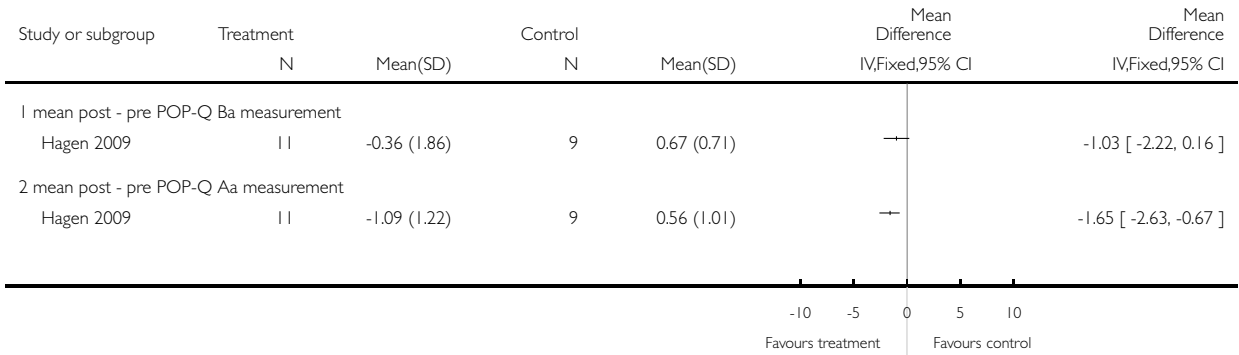 Study or subgroup Treatment Control Mean Difference Mean Difference
N Mean(SD) N Mean(SD) IV,Fixed,95% CI IV,Fixed,95% CI
1 mean post - pre POP-Q Ba measurement
Hagen 2009 11 -0.36 (1.86) 9 0.67 (0.71) -1.03 [ -2.22, 0.16 ]
2 mean post - pre POP-Q Aa measurement
Hagen 2009 11 -1.09 (1.22) 9 0.56 (1.01) -1.65 [ -2.63, -0.67 ]
-10 -5 0 5 10
Favours treatment Favours control